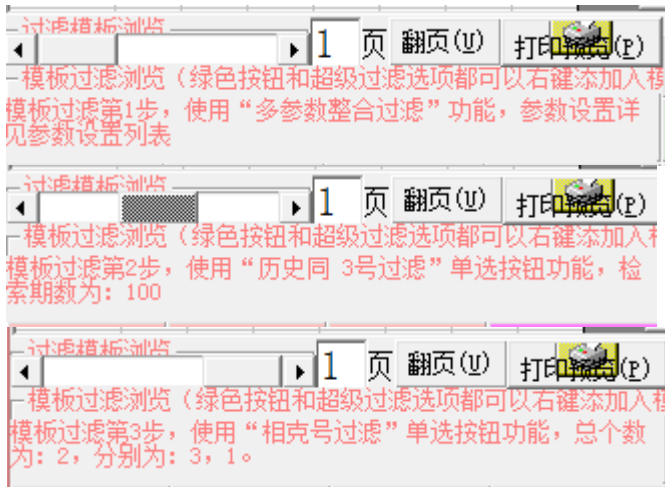 过滤模板浏览
1 页 翻页(U) 打印预览(P)
模板过滤浏览（绿色按钮和超级过滤选项都可以右键添加入模
模板过滤第1步，使用“多参数整合过滤”功能，参数设置详
见参数设置列表
过滤模板浏览
1 页 翻页(U) 打印预览(P)
模板过滤浏览（绿色按钮和超级过滤选项都可以右键添加入
模板过滤第2步，使用“历史同 3号过滤”单选按钮功能，检
索期数为：100
过滤模板浏览
1 页 翻页(U) 打印预览(P)
模板过滤浏览（绿色按钮和超级过滤选项都可以右键添加入模
模板过滤第3步，使用“相克号过滤”单选按钮功能，总个数
为：2，分别为：3，1。